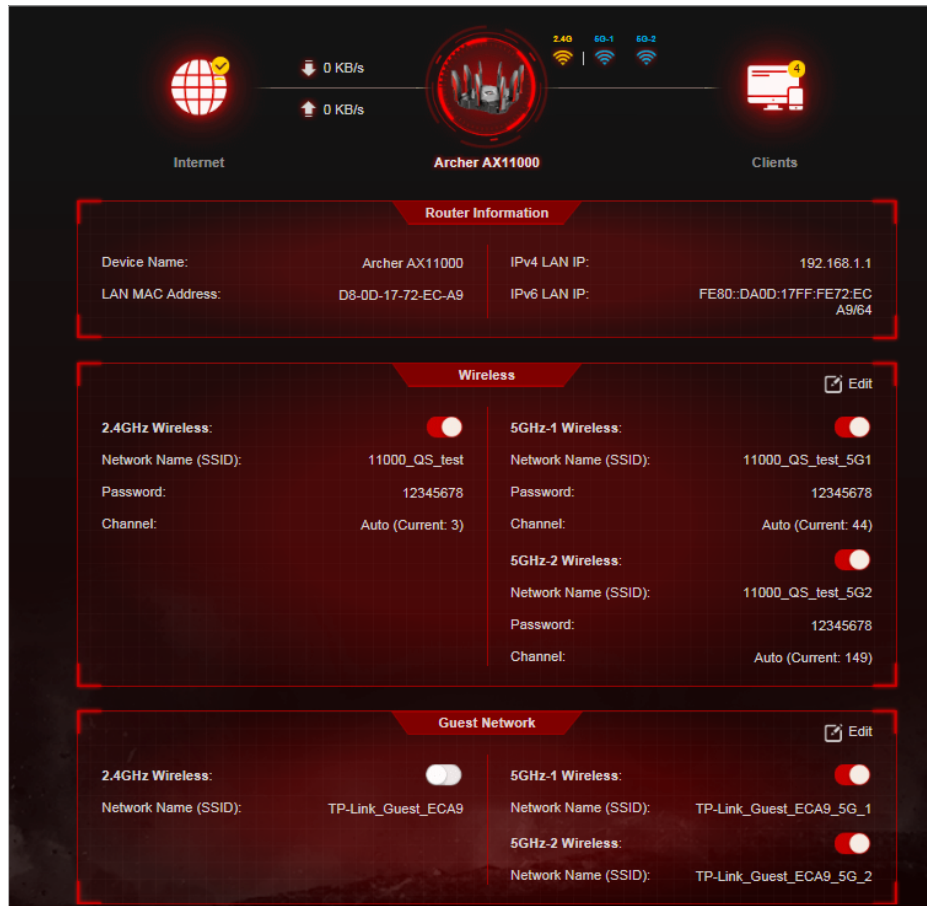 2.4G 5G-1 5G-2
4
0 KB/s
0 KB/s
Internet
Archer AX11000
Clients
Router Information
Device Name: Archer AX11000
IPv4 LAN IP: 192.168.1.1
LAN MAC Address: D8-0D-17-72-EC-A9
IPv6 LAN IP: FE80::DA0D:17FF:FE72:EC
A9/64
Wireless
Edit
2.4GHz Wireless:
Network Name (SSID): 11000_QS_test
Password: 12345678
Channel: Auto (Current: 3)
5GHz-1 Wireless:
Network Name (SSID): 11000_QS_test_5G1
Password: 12345678
Channel: Auto (Current: 44)
5GHz-2 Wireless:
Network Name (SSID): 11000_QS_test_5G2
Password: 12345678
Channel: Auto (Current: 149)
Guest Network
Edit
2.4GHz Wireless:
Network Name (SSID): TP-Link_Guest_ECA9
5GHz-1 Wireless:
Network Name (SSID): TP-Link_Guest_ECA9_5G_1
5GHz-2 Wireless:
Network Name (SSID): TP-Link_Guest_ECA9_5G_2